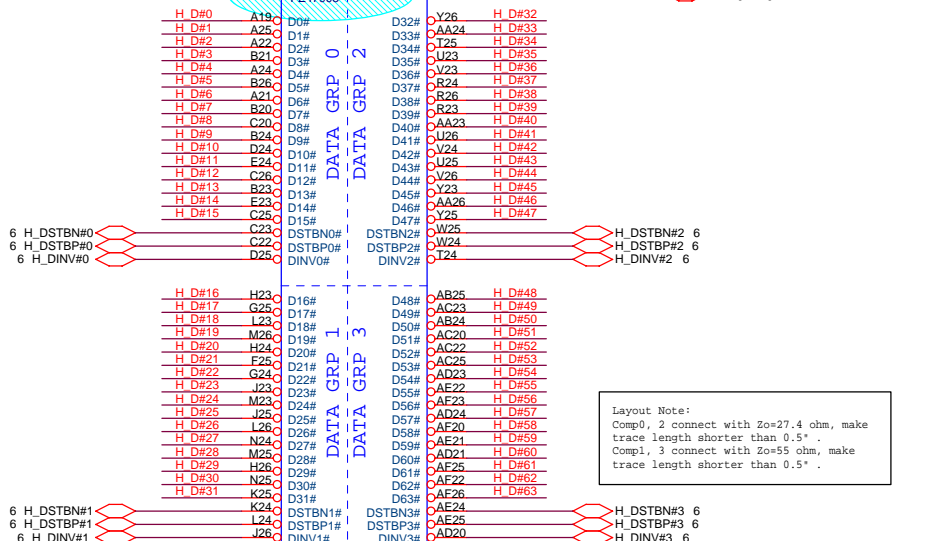 H_D#0 A19 D0# D32# Y26 H_D#32
H_D#1 A25 D1# D33# AA24 H_D#33
H_D#2 A22 D2# D34# T25 H_D#34
H_D#3 B21 D3# D35# U23 H_D#35
H_D#4 A24 D4# D36# V23 H_D#36
H_D#5 B26 D5# D37# R24 H_D#37
H_D#6 A21 D6# D38# R26 H_D#38
H_D#7 B20 D7# D39# R23 H_D#39
H_D#8 C20 D8# D40# AA23 H_D#40
H_D#9 B24 D9# D41# U26 H_D#41
H_D#10 D24 D10# D42# V24 H_D#42
H_D#11 E24 D11# D43# U25 H_D#43
H_D#12 C26 D12# D44# V26 H_D#44
H_D#13 B23 D13# D45# Y23 H_D#45
H_D#14 E23 D14# D46# AA26 H_D#46
H_D#15 C25 D15# D47# Y25 H_D#47
6 H_DSTBN#0 C23 DSTBN0# DSTBN2# W25 H_DSTBN#2 6
6 H_DSTBP#0 C22 DSTBP0# DSTBP2# W24 H_DSTBP#2 6
6 H_DINV#0 D25 DINV0# DINV2# T24 H_DINV#2 6
DATA GRP 0
DATA GRP 2
H_D#16 H23 D16# D48# AB25 H_D#48
H_D#17 G25 D17# D49# AC23 H_D#49
H_D#18 L23 D18# D50# AB24 H_D#50
H_D#19 M26 D19# D51# AC20 H_D#51
H_D#20 H24 D20# D52# AC22 H_D#52
H_D#21 F25 D21# D53# AC25 H_D#53
H_D#22 G24 D22# D54# AD23 H_D#54
H_D#23 J23 D23# D55# AE22 H_D#55
H_D#24 M23 D24# D56# AF23 H_D#56
H_D#25 J25 D25# D57# AD24 H_D#57
H_D#26 L26 D26# D58# AF20 H_D#58
H_D#27 N24 D27# D59# AE21 H_D#59
H_D#28 M25 D28# D60# AD21 H_D#60
H_D#29 H26 D29# D61# AF25 H_D#61
H_D#30 N25 D30# D62# AF22 H_D#62
H_D#31 K25 D31# D63# AF26 H_D#63
6 H_DSTBN#1 K24 DSTBN1# DSTBN3# AE24 H_DSTBN#3 6
6 H_DSTBP#1 L24 DSTBP1# DSTBP3# AE25 H_DSTBP#3 6
6 H_DINV#1 J26 DINV1# DINV3# AD20 H_DINV#3 6
DATA GRP 1
DATA GRP 3
Layout Note:
Comp0, 2 connect with Zo=27.4 ohm, make
trace length shorter than 0.5" .
Comp1, 3 connect with Zo=55 ohm, make
trace length shorter than 0.5" .